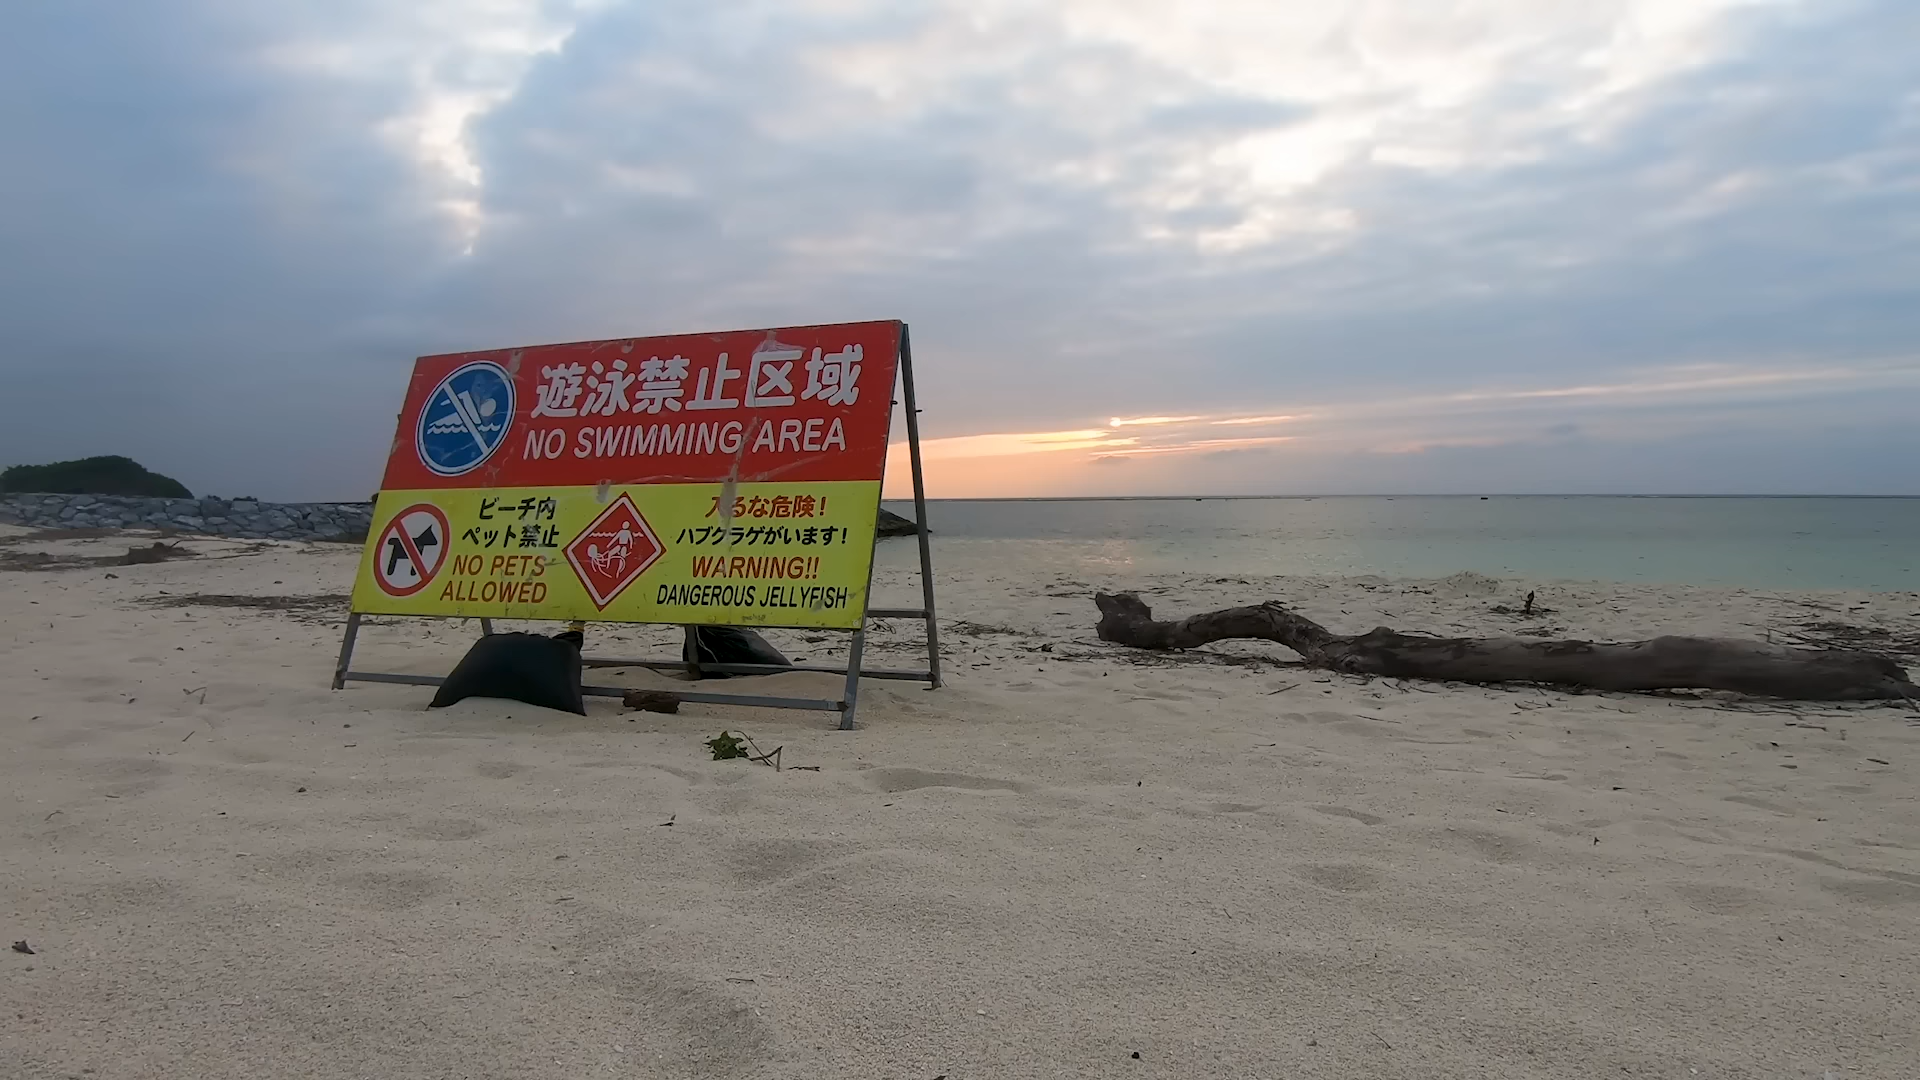 遊泳禁止区域
NO SWIMMING AREA
ビーチ内
ペット禁止
NO PETS
ALLOWED
入るな危険!
ハブクラゲがいます!
WARNING!!
DANGEROUS JELLYFISH